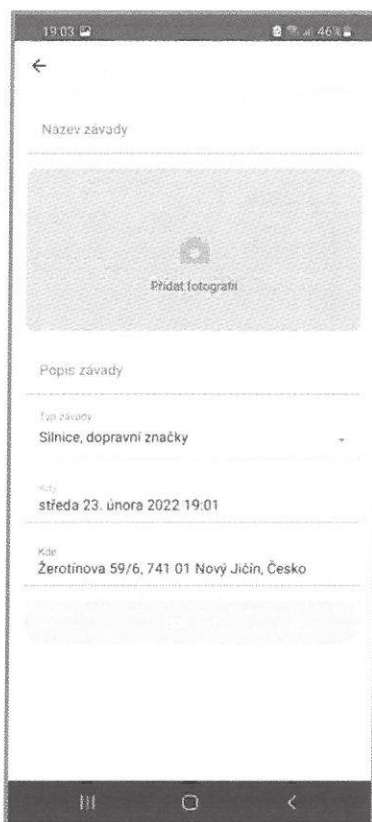 19:03 46%
Název závady
Přidat fotografii
Popis závady
Typ závady
Silnice, dopravní značky
Kdy
středa 23. února 2022 19:01
Kde
Žerotínova 59/6, 741 01 Nový Jičín, Česko